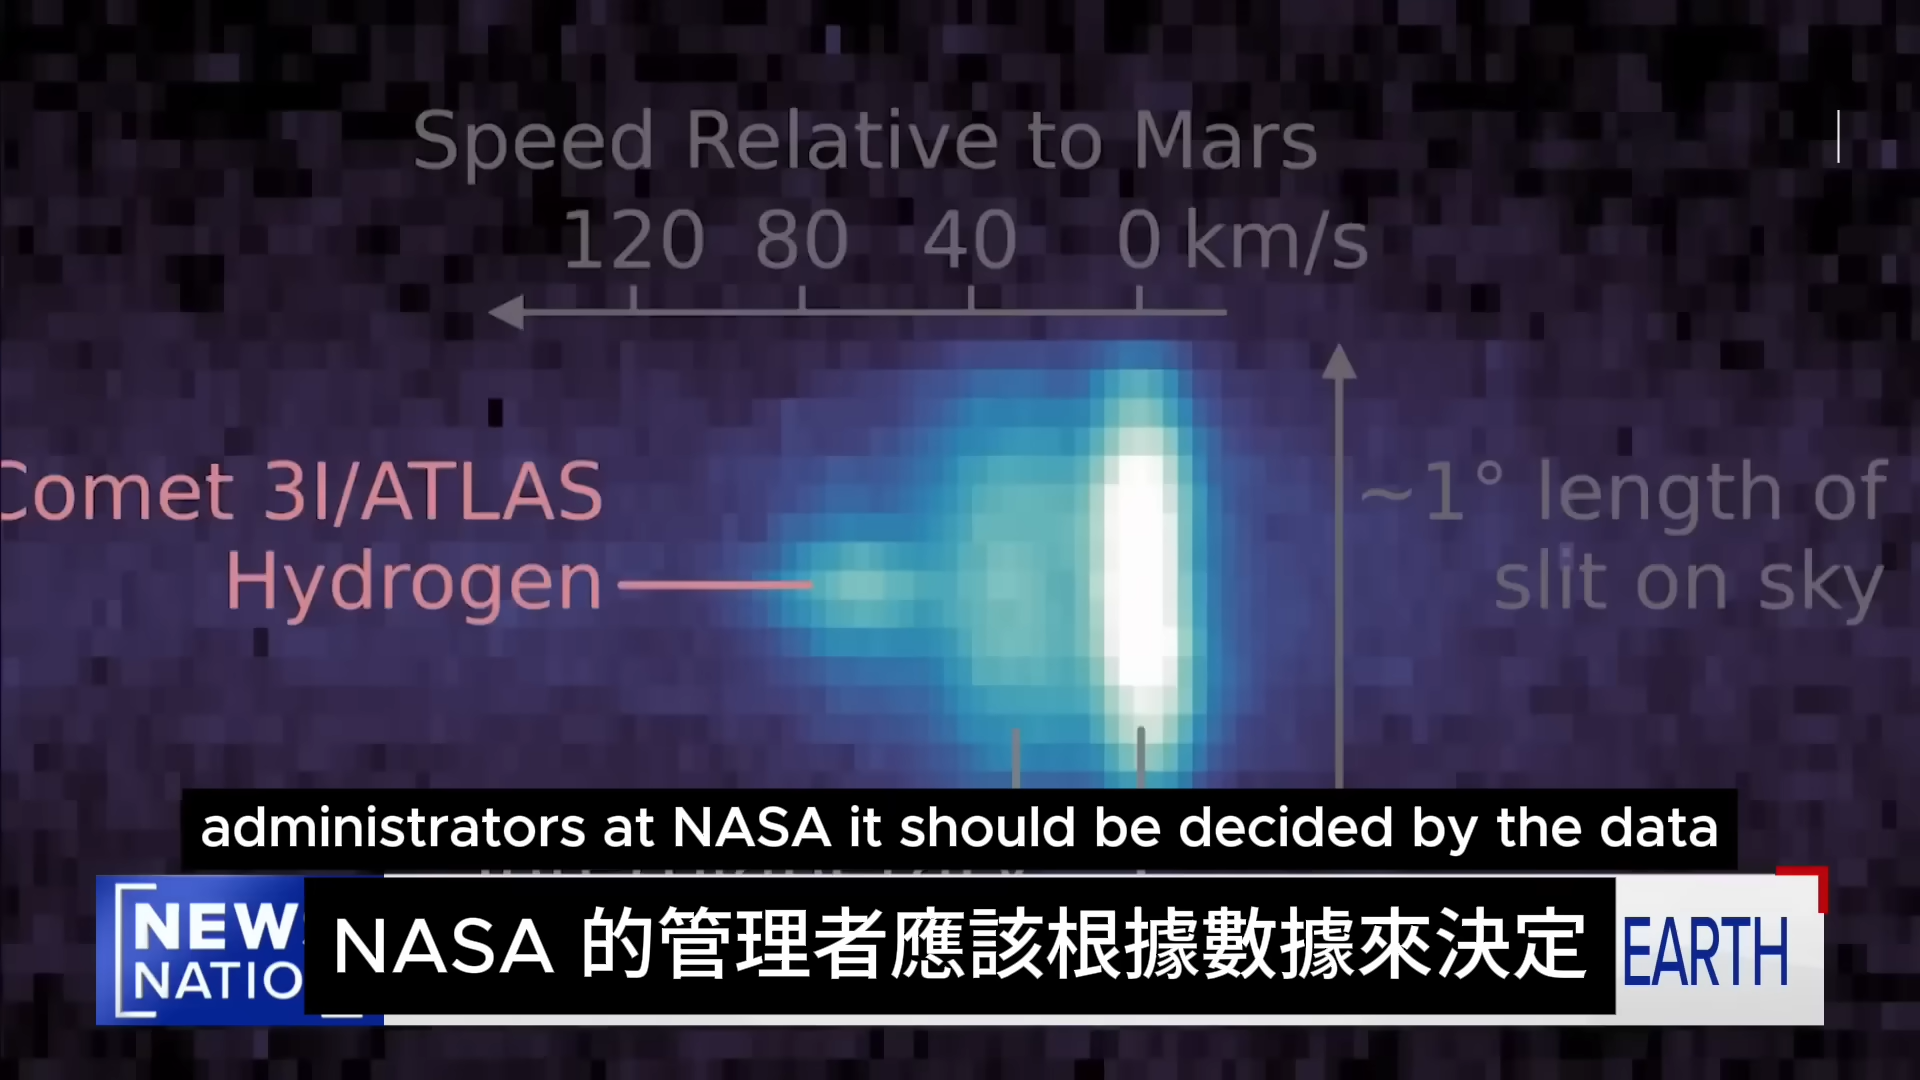 Speed Relative to Mars
120 80 40 0 km/s
Comet 3I/ATLAS
Hydrogen
~1° length of
slit on sky
administrators at NASA it should be decided by the data
NEWS
NATIO
NASA 的管理者應該根據數據來決定
EARTH